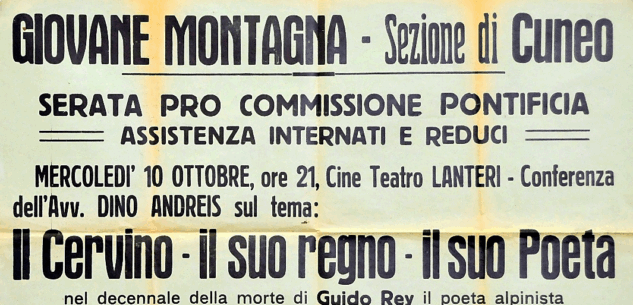 GIOVANE MONTAGNA - Sezione di Cuneo
SERATA PRO COMMISSIONE PONTIFICIA
ASSISTENZA INTERNATI E REDUCI
MERCOLEDI' 10 OTTOBRE, ore 21, Cine Teatro LANTERI - Conferenza
dell'Avv. DINO ANDREIS sul tema:
Il Cervino - il suo regno - il suo Poeta
nel decennale della morte di Guido Rey il poeta alpinista